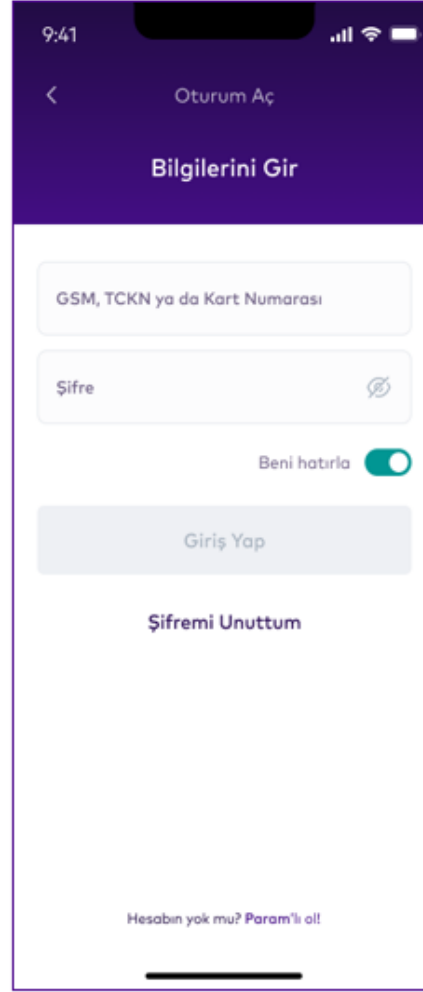 9:41
Oturum Aç
Bilgilerini Gir
GSM, TCKN ya da Kart Numarası
Şifre
Beni hatırla
Giriş Yap
Şifremi Unuttum
Hesabın yok mu? Param'lı ol!